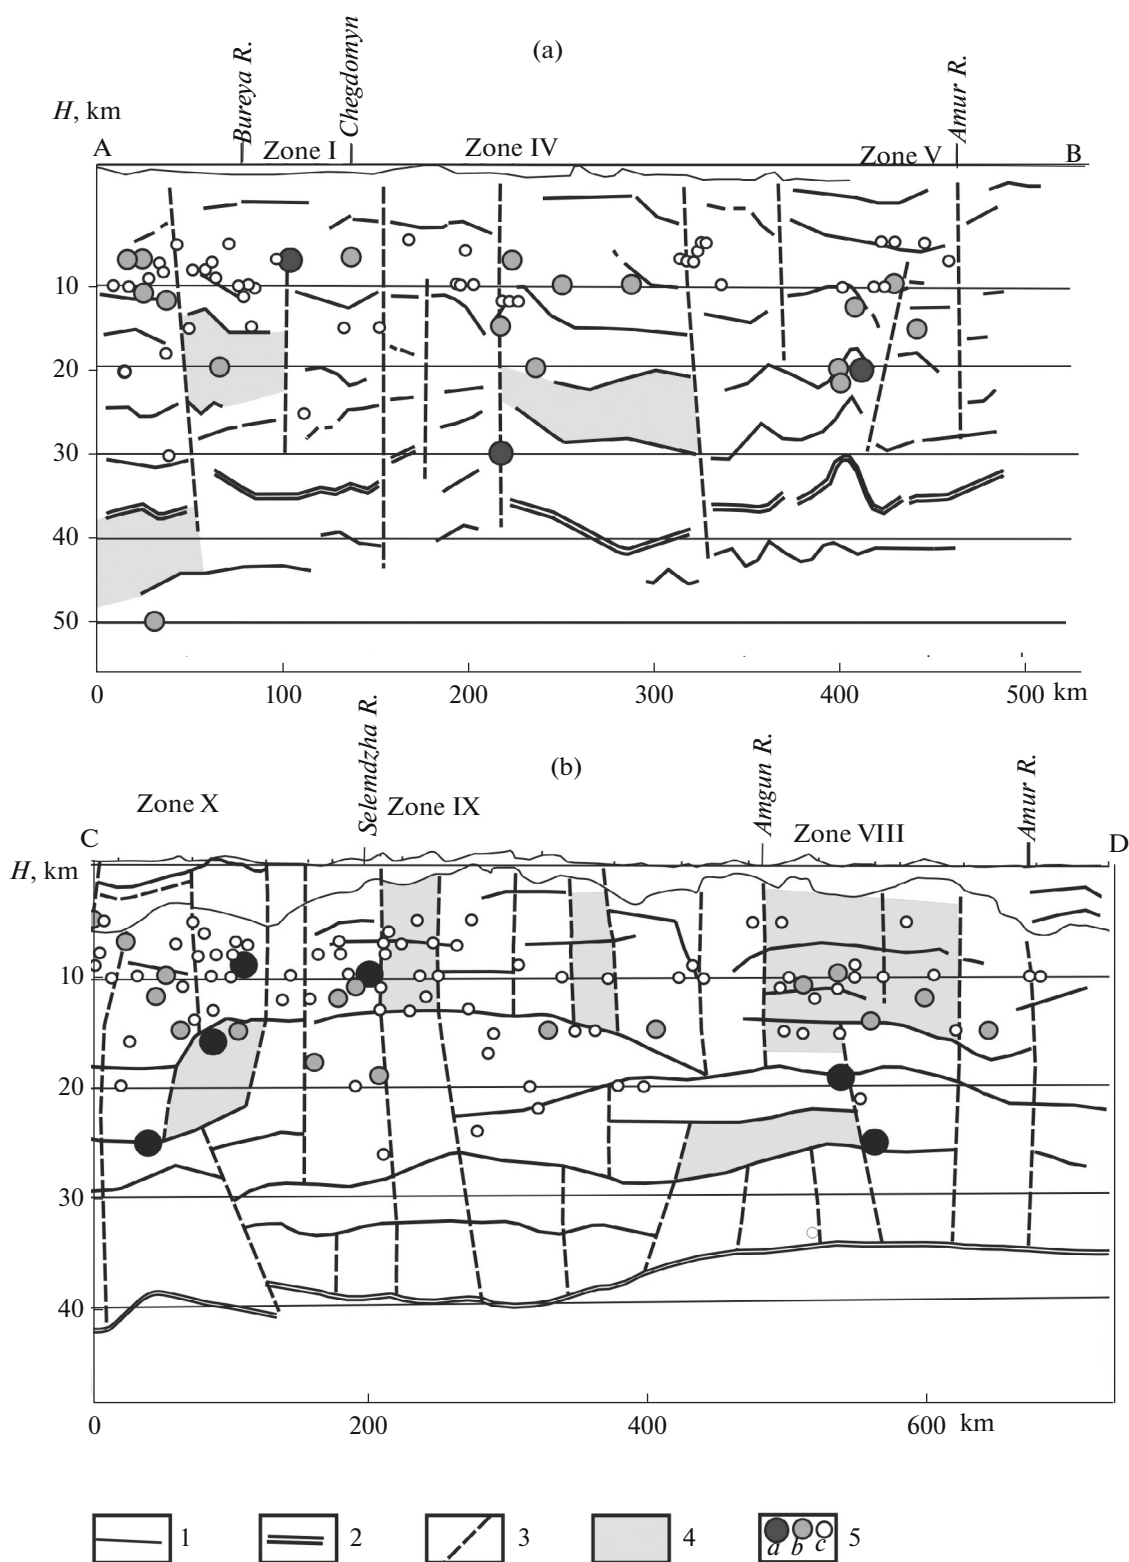 (a)
Bureya R.
Chegdomyn
Amur R.
H, km
A
Zone I
Zone IV
Zone V
B
10
20
30
40
50
0
100
200
300
400
500 km
(b)
Selemdzha R.
Amgun R.
Amur R.
Zone X
Zone IX
Zone VIII
C
D
H, km
10
20
30
40
0
200
400
600 km
1
2
3
4
a b c
5